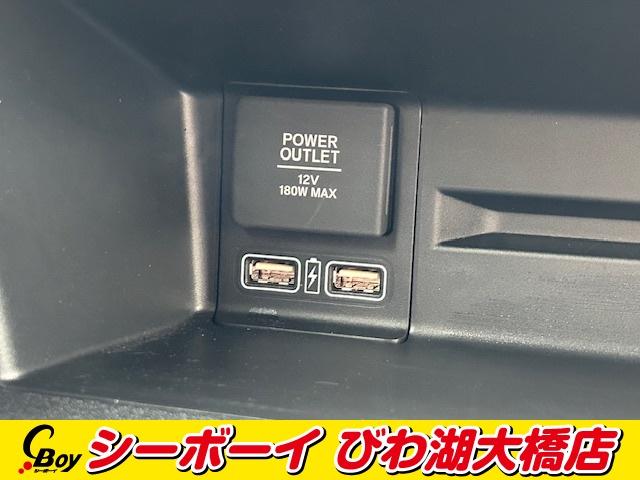 POWER
OUTLET
12V
180W MAX
CBoy
シーボーイ
シーボーイ びわ湖大橋店